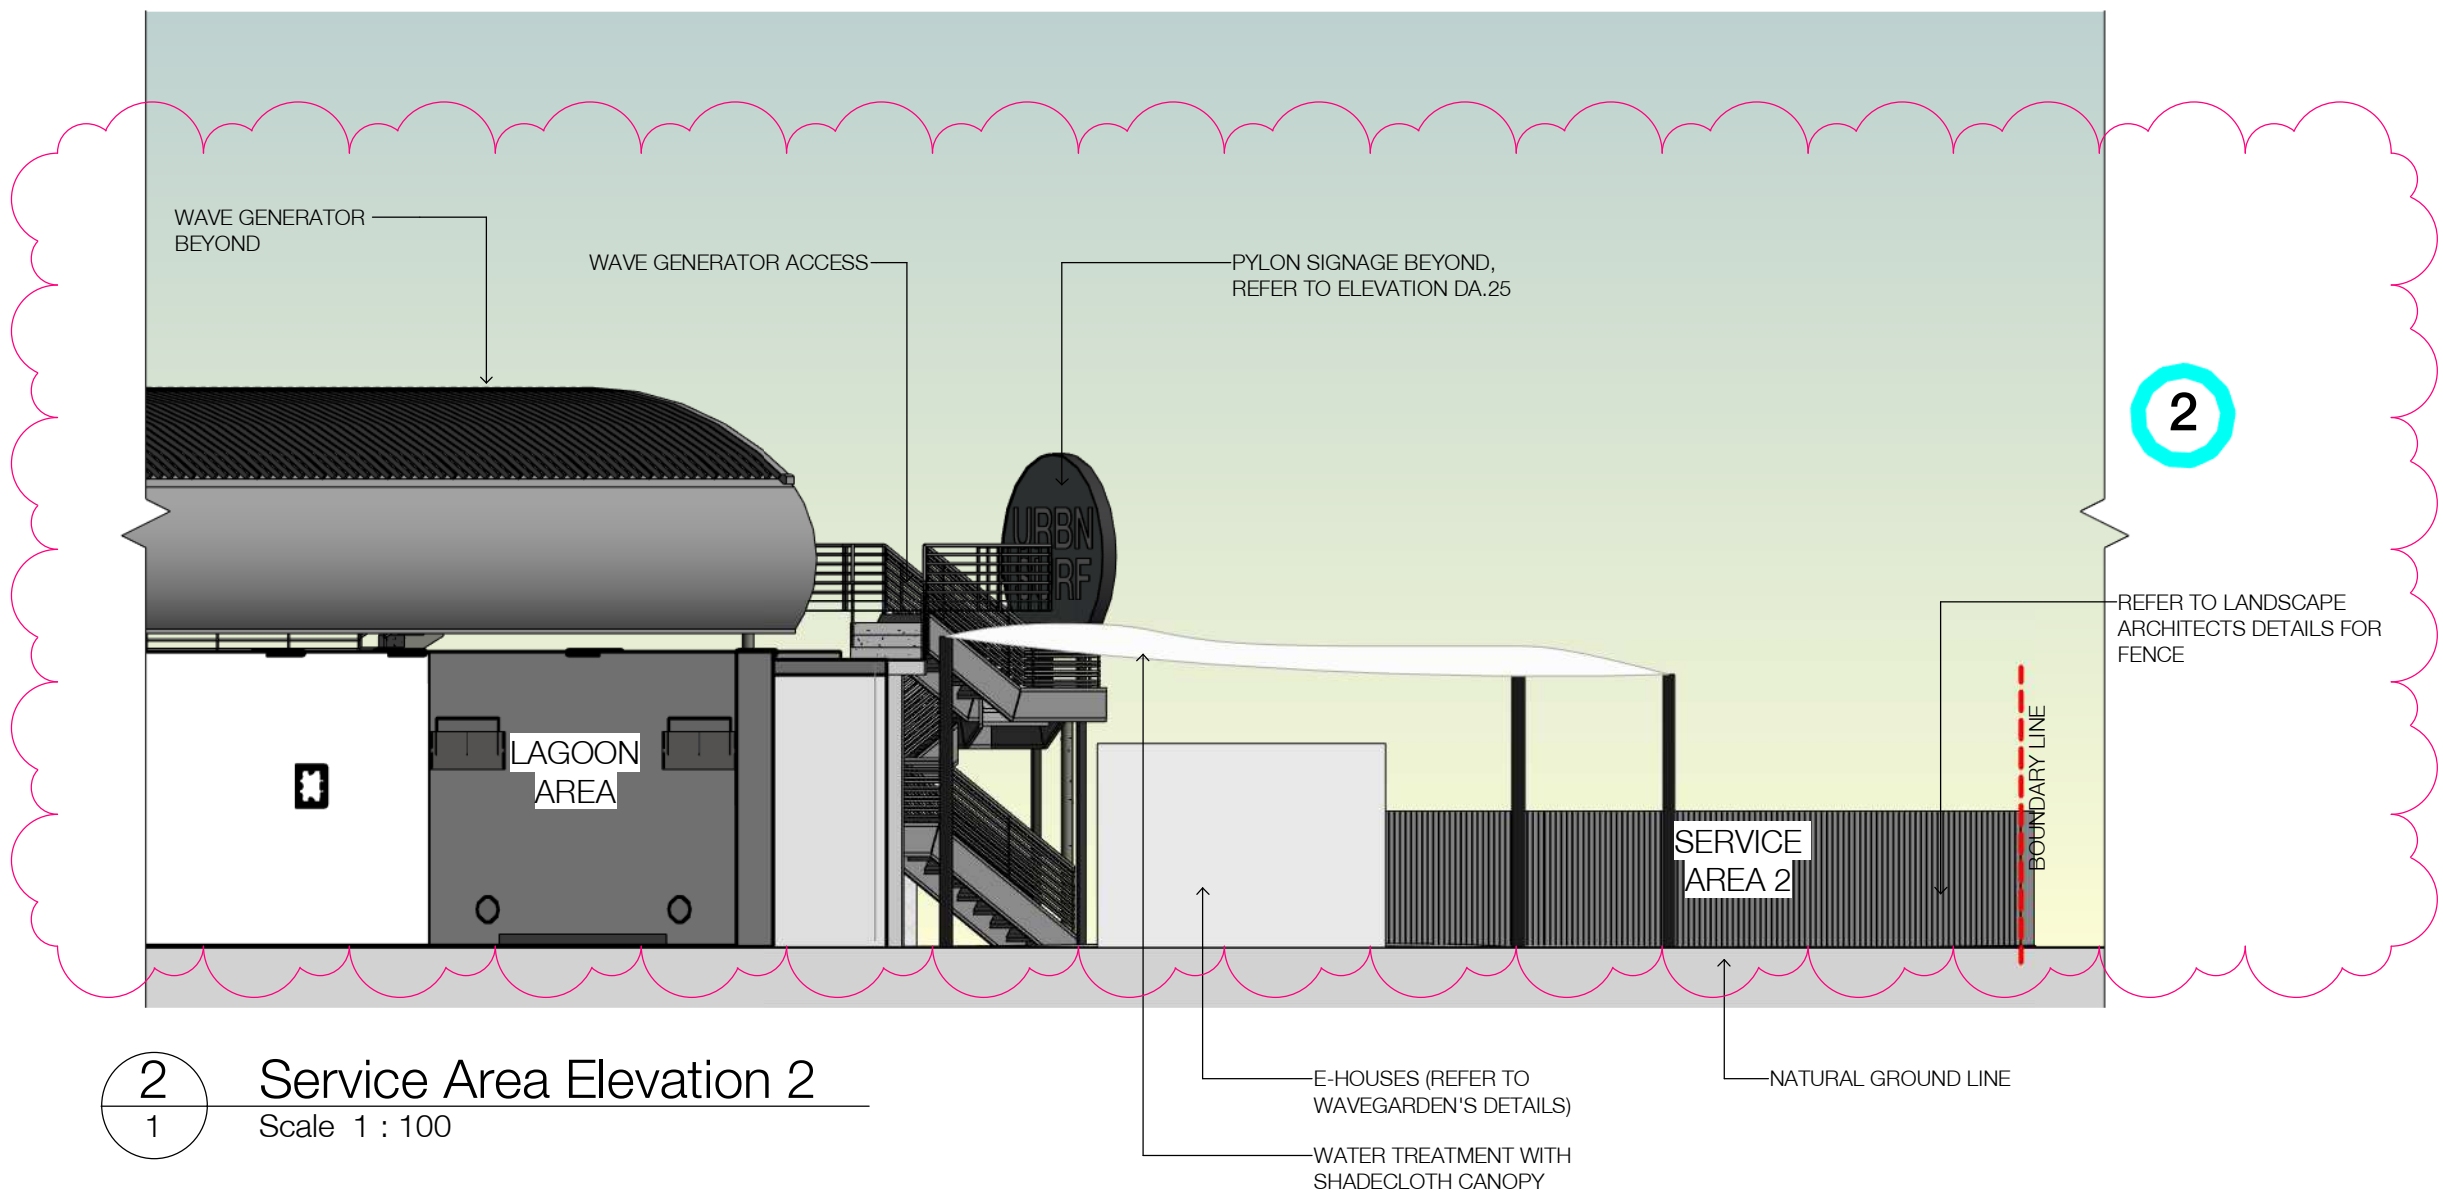 WAVE GENERATOR
BEYOND
WAVE GENERATOR ACCESS
PYLON SIGNAGE BEYOND,
REFER TO ELEVATION DA.25
2
URBN
SURF
REFER TO LANDSCAPE
ARCHITECTS DETAILS FOR
FENCE
BOUNDARY LINE
LAGOON
AREA
SERVICE
AREA 2
E-HOUSES (REFER TO
WAVEGARDEN'S DETAILS)
NATURAL GROUND LINE
WATER TREATMENT WITH
SHADECLOTH CANOPY
2
1
Service Area Elevation 2
Scale 1 : 100